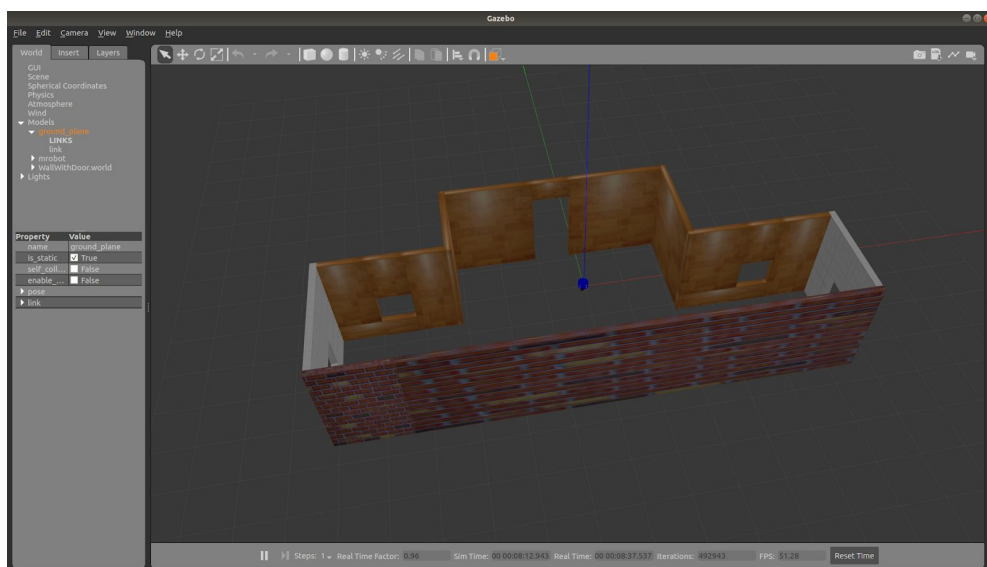 Gazebo
File Edit Camera View Window Help
World Insert Layers
GUI
Scene
Spherical Coordinates
Physics
Atmosphere
Wind
Models
ground_plane
LINKS
link
mrobot
WallWithDoor.world
Lights
Property Value
name ground_plane
is_static True
self_coll... False
enable_... False
pose
link
Steps: 1 Real Time Factor: 0.96 Sim Time: 00 00:08:12.943 Real Time: 00 00:08:37.537 Iterations: 492943 FPS: 51.28 Reset Time